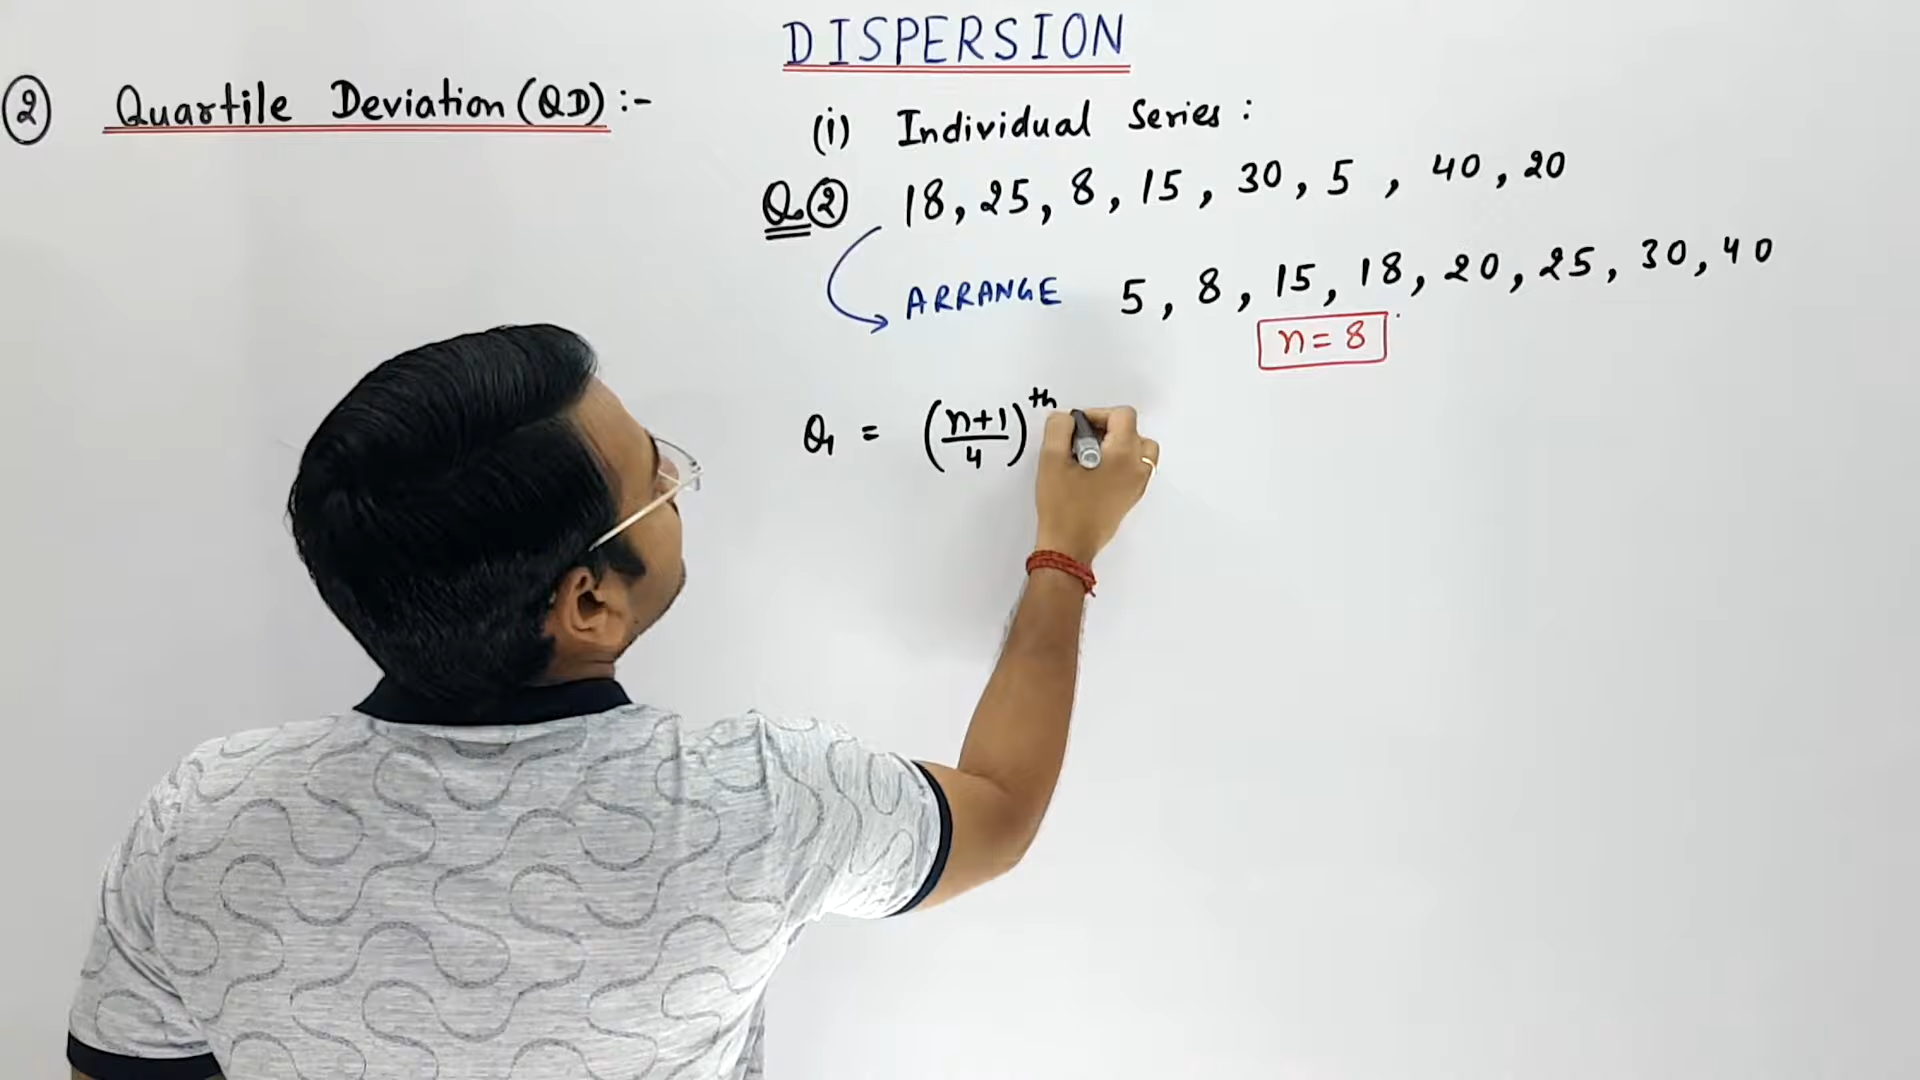 DISPERSION
② Quartile Deviation (QD) :-
(i) Individual Series :
Q② 18, 25, 8, 15, 30, 5, 40, 20
ARRANGE 5, 8, 15, 18, 20, 25, 30, 40
n = 8
Q₁ = ((n+1)/4)^th